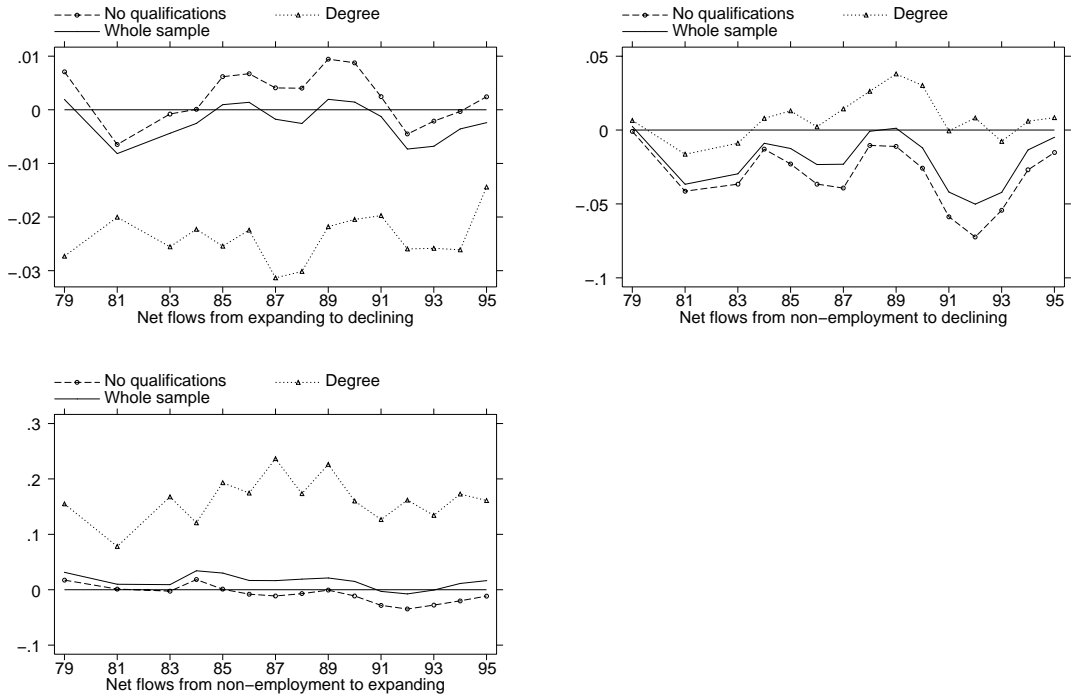 No qualifications
Degree
Whole sample
.01
0
−.01
−.02
−.03
79 81 83 85 87 89 91 93 95
Net flows from expanding to declining
No qualifications
Degree
Whole sample
.05
0
−.05
−.1
79 81 83 85 87 89 91 93 95
Net flows from non−employment to declining
No qualifications
Degree
Whole sample
.3
.2
.1
0
−.1
79 81 83 85 87 89 91 93 95
Net flows from non−employment to expanding